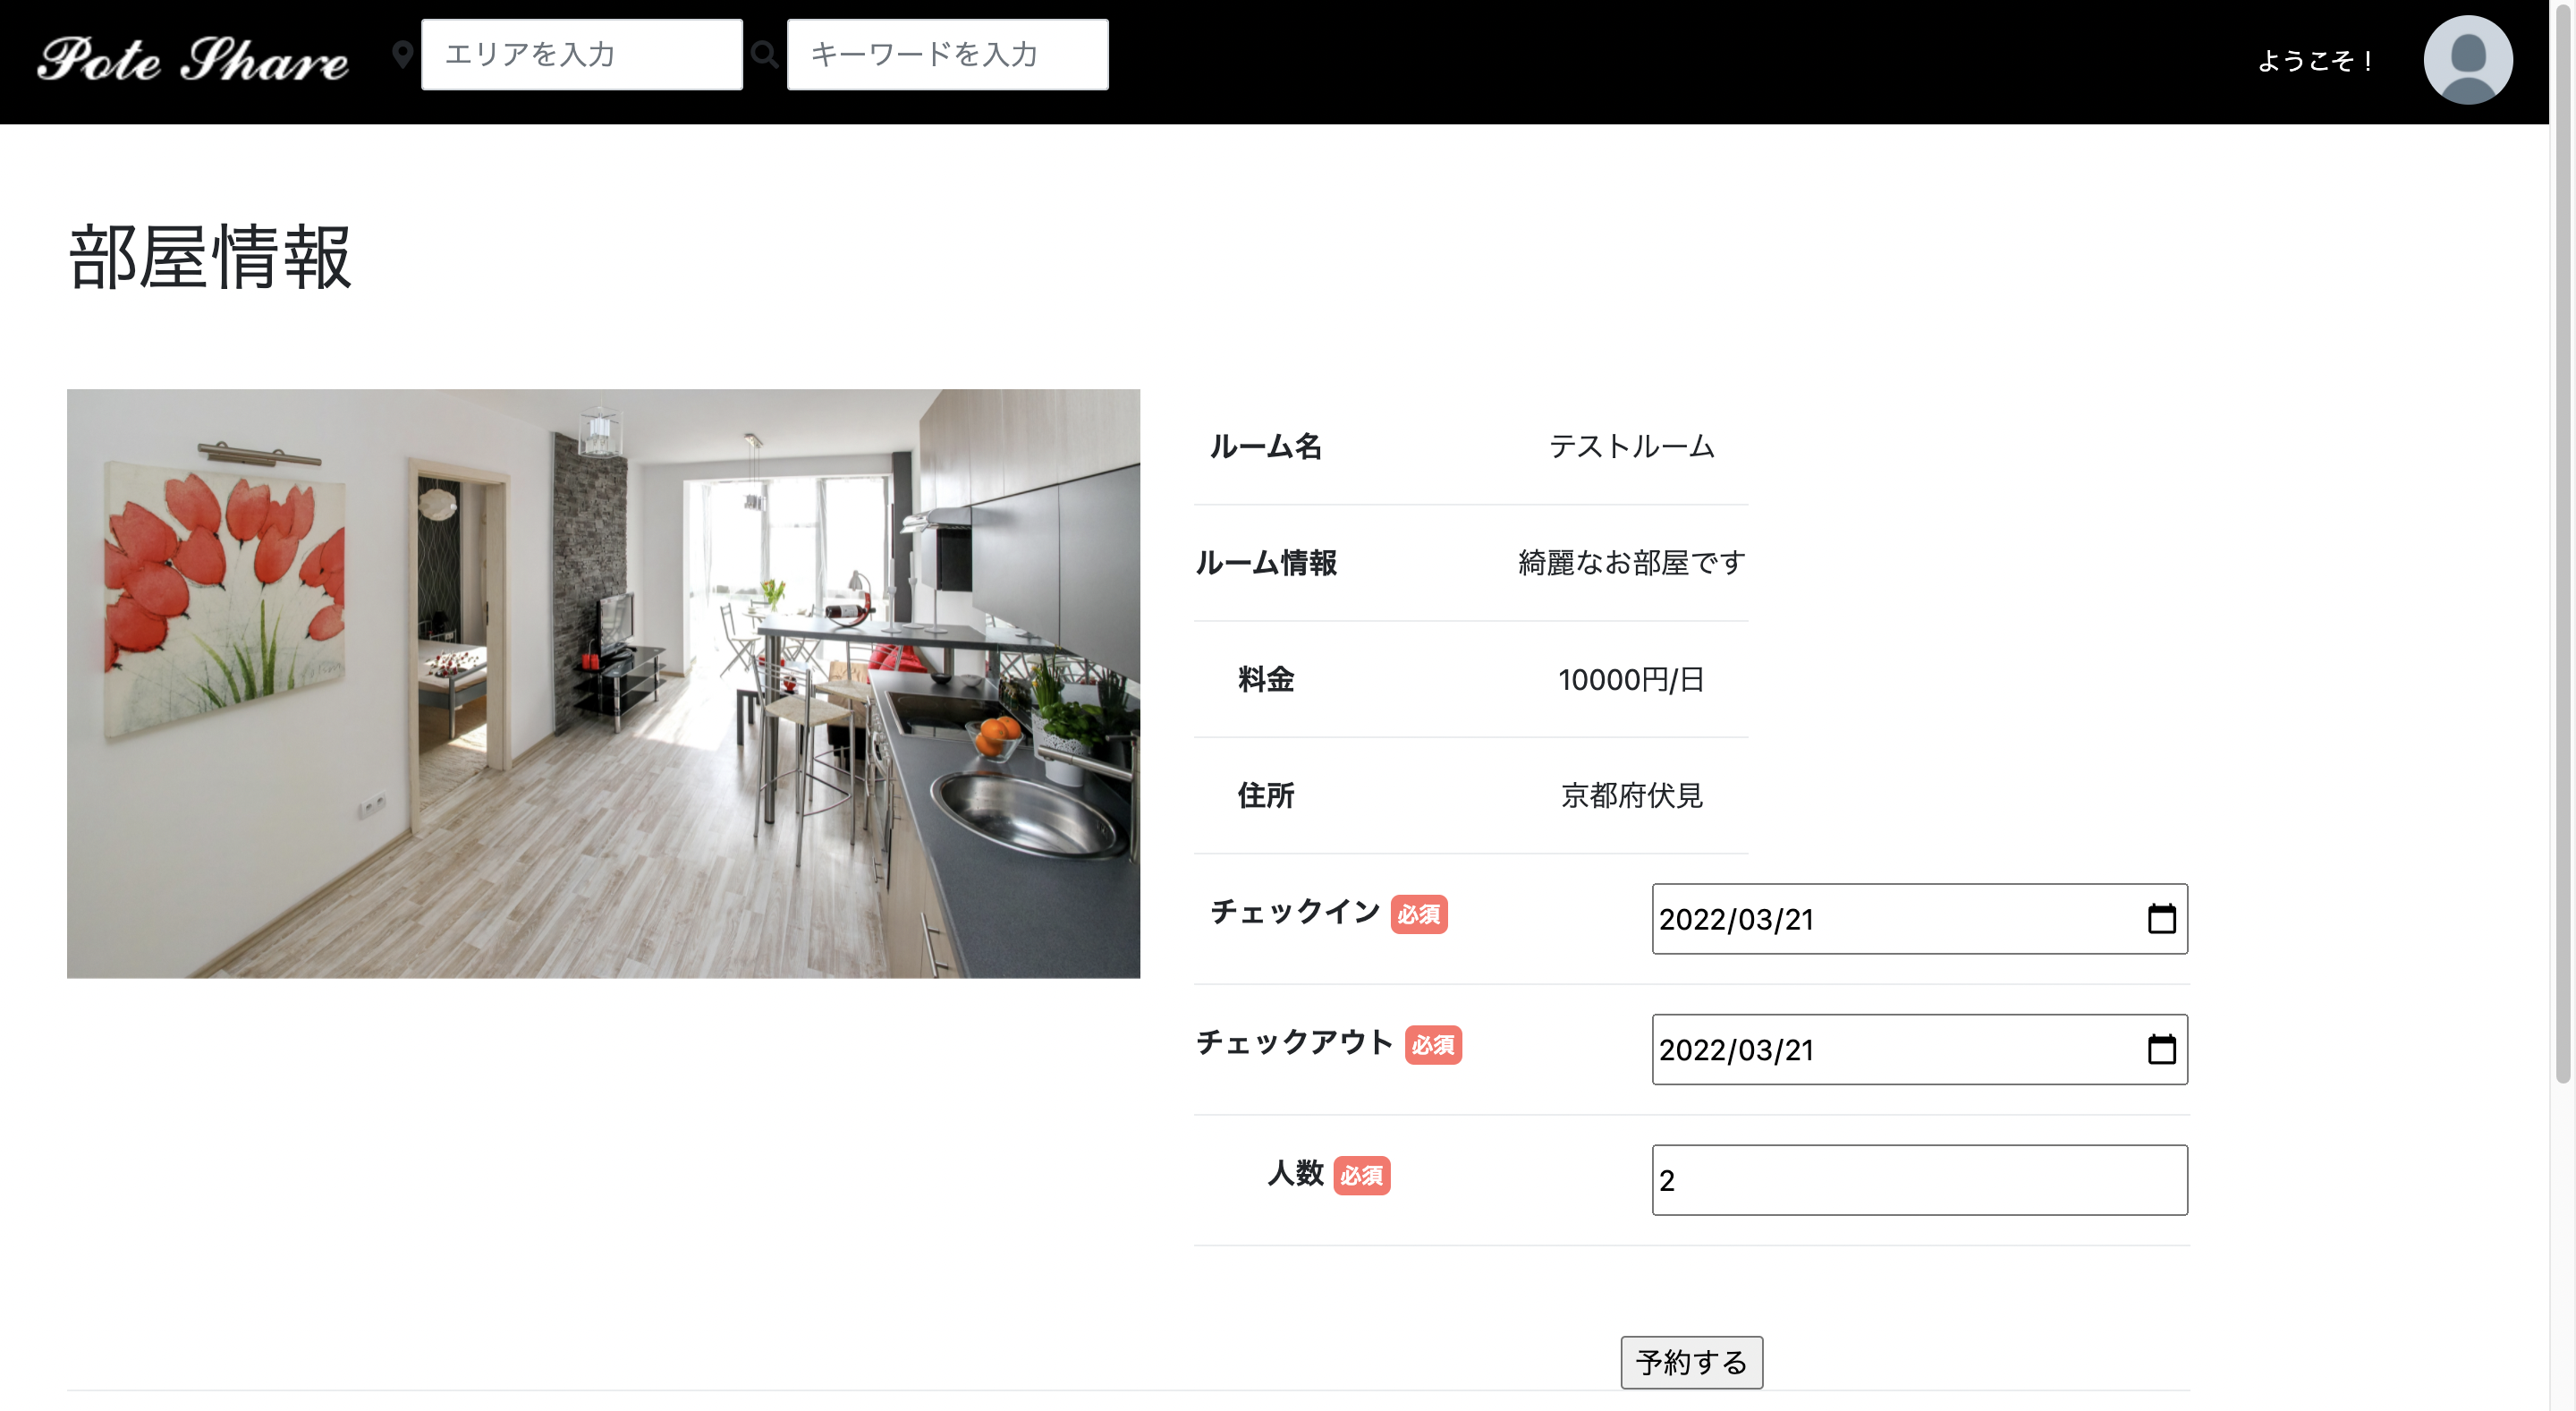 Pote Share
エリアを入力
キーワードを入力
ようこそ！
部屋情報
ルーム名 テストルーム
ルーム情報 綺麗なお部屋です
料金 10000円/日
住所 京都府伏見
チェックイン 必須 2022/03/21
チェックアウト 必須 2022/03/21
人数 必須 2
予約する